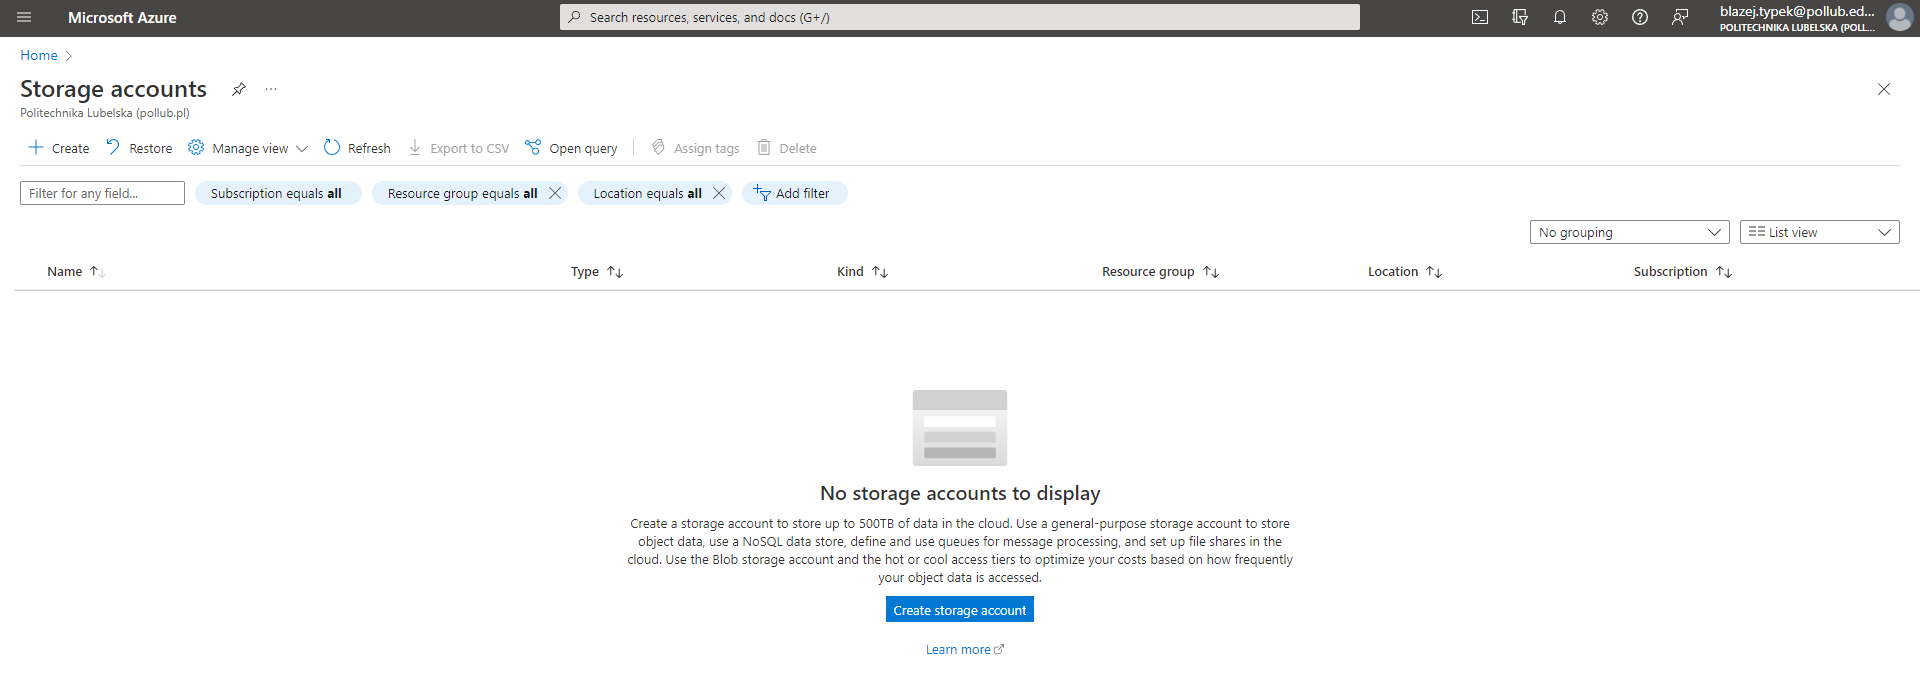 Microsoft Azure
Search resources, services, and docs (G+/)
blazej.typek@pollub.ed...
POLITECHNIKA LUBELSKA (POLL...
Home
Storage accounts
Politechnika Lubelska (pollub.pl)
Create Restore Manage view Refresh Export to CSV Open query Assign tags Delete
Filter for any field... Subscription equals all Resource group equals all Location equals all Add filter
No grouping List view
Name Type Kind Resource group Location Subscription
No storage accounts to display
Create a storage account to store up to 500TB of data in the cloud. Use a general-purpose storage account to store
object data, use a NoSQL data store, define and use queues for message processing, and set up file shares in the
cloud. Use the Blob storage account and the hot or cool access tiers to optimize your costs based on how frequently
your object data is accessed.
Create storage account
Learn more